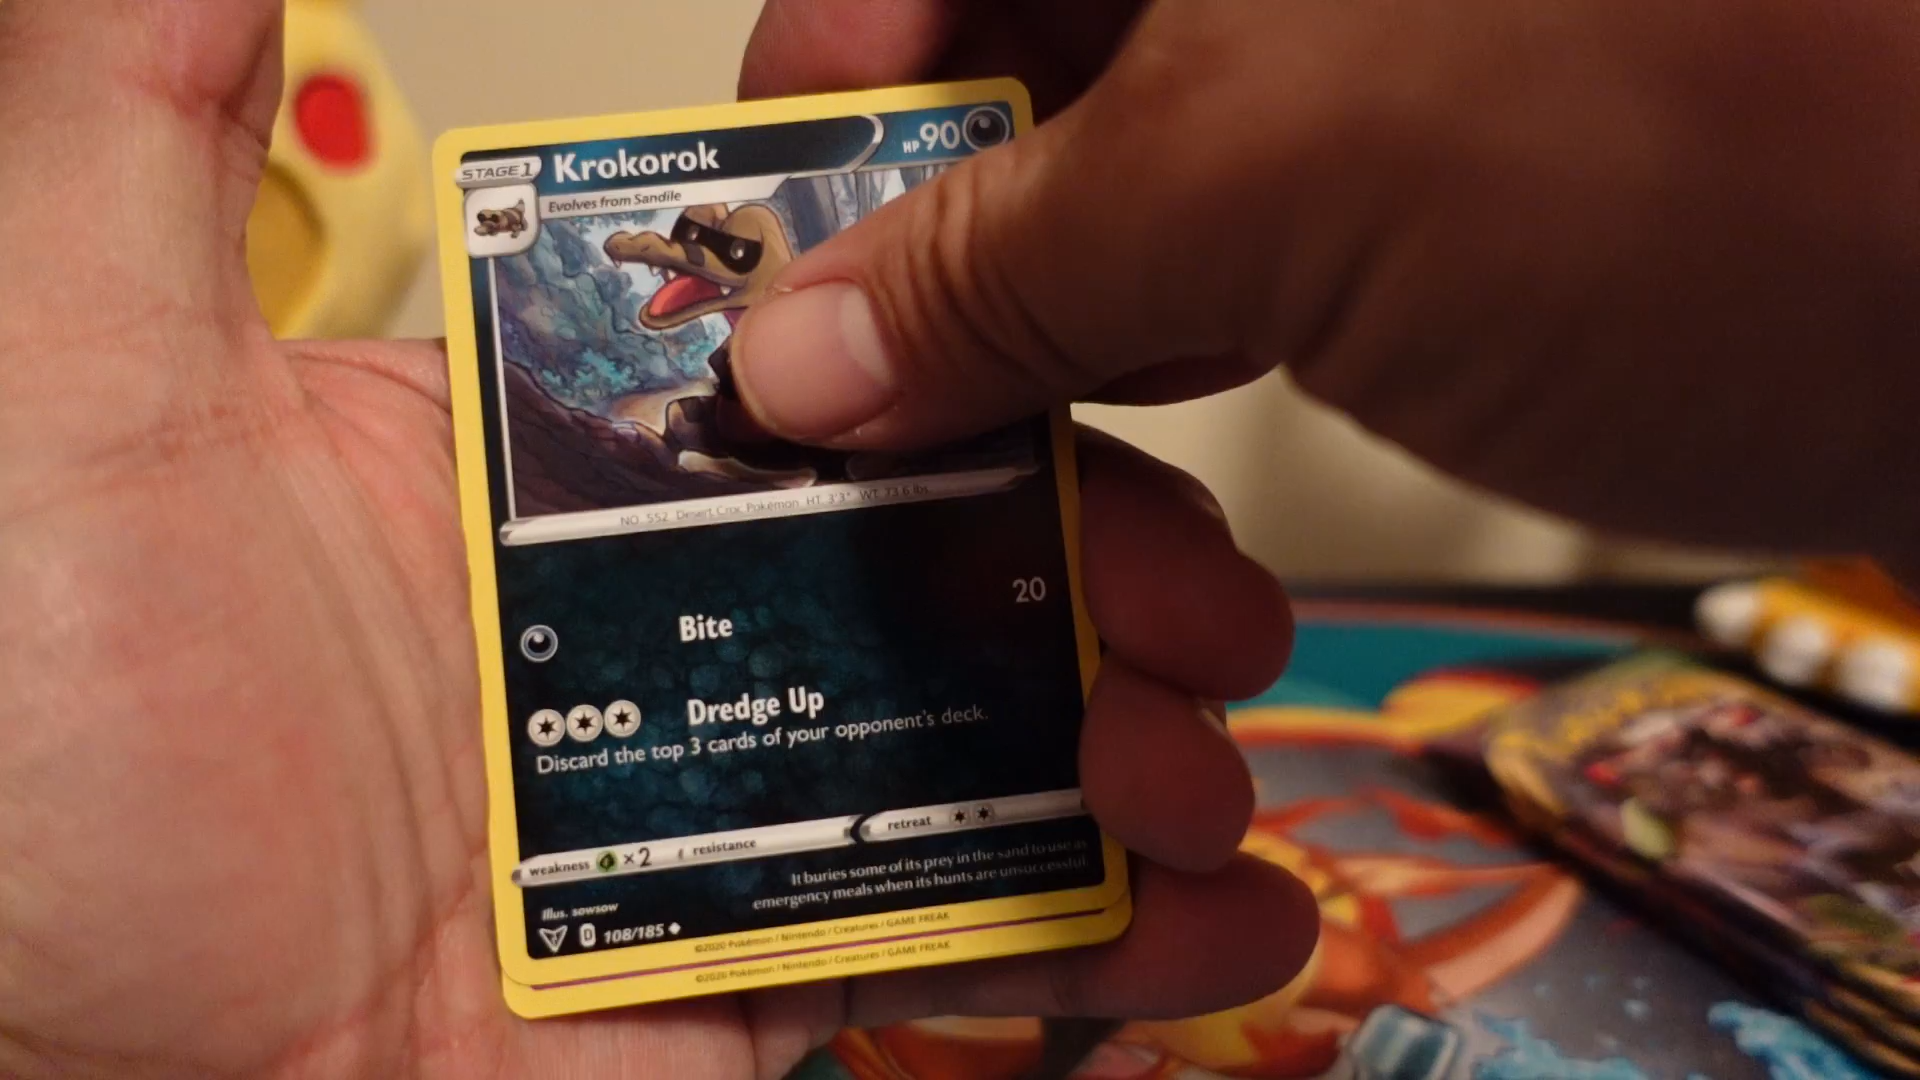 STAGE 1
Krokorok
HP 90
Evolves from Sandile
NO. 552 Desert Croc Pokémon HT. 3'3" WT. 73.6 lbs.
Bite
20
Dredge Up
Discard the top 3 cards of your opponent's deck.
weakness ×2 resistance
retreat
It buries some of its prey in the sand to use as
emergency meals when its hunts are unsuccessful.
Illus. sowsow
D 108/185
©2020 Pokémon / Nintendo / Creatures / GAME FREAK
©2020 Pokémon / Nintendo / Creatures / GAME FREAK